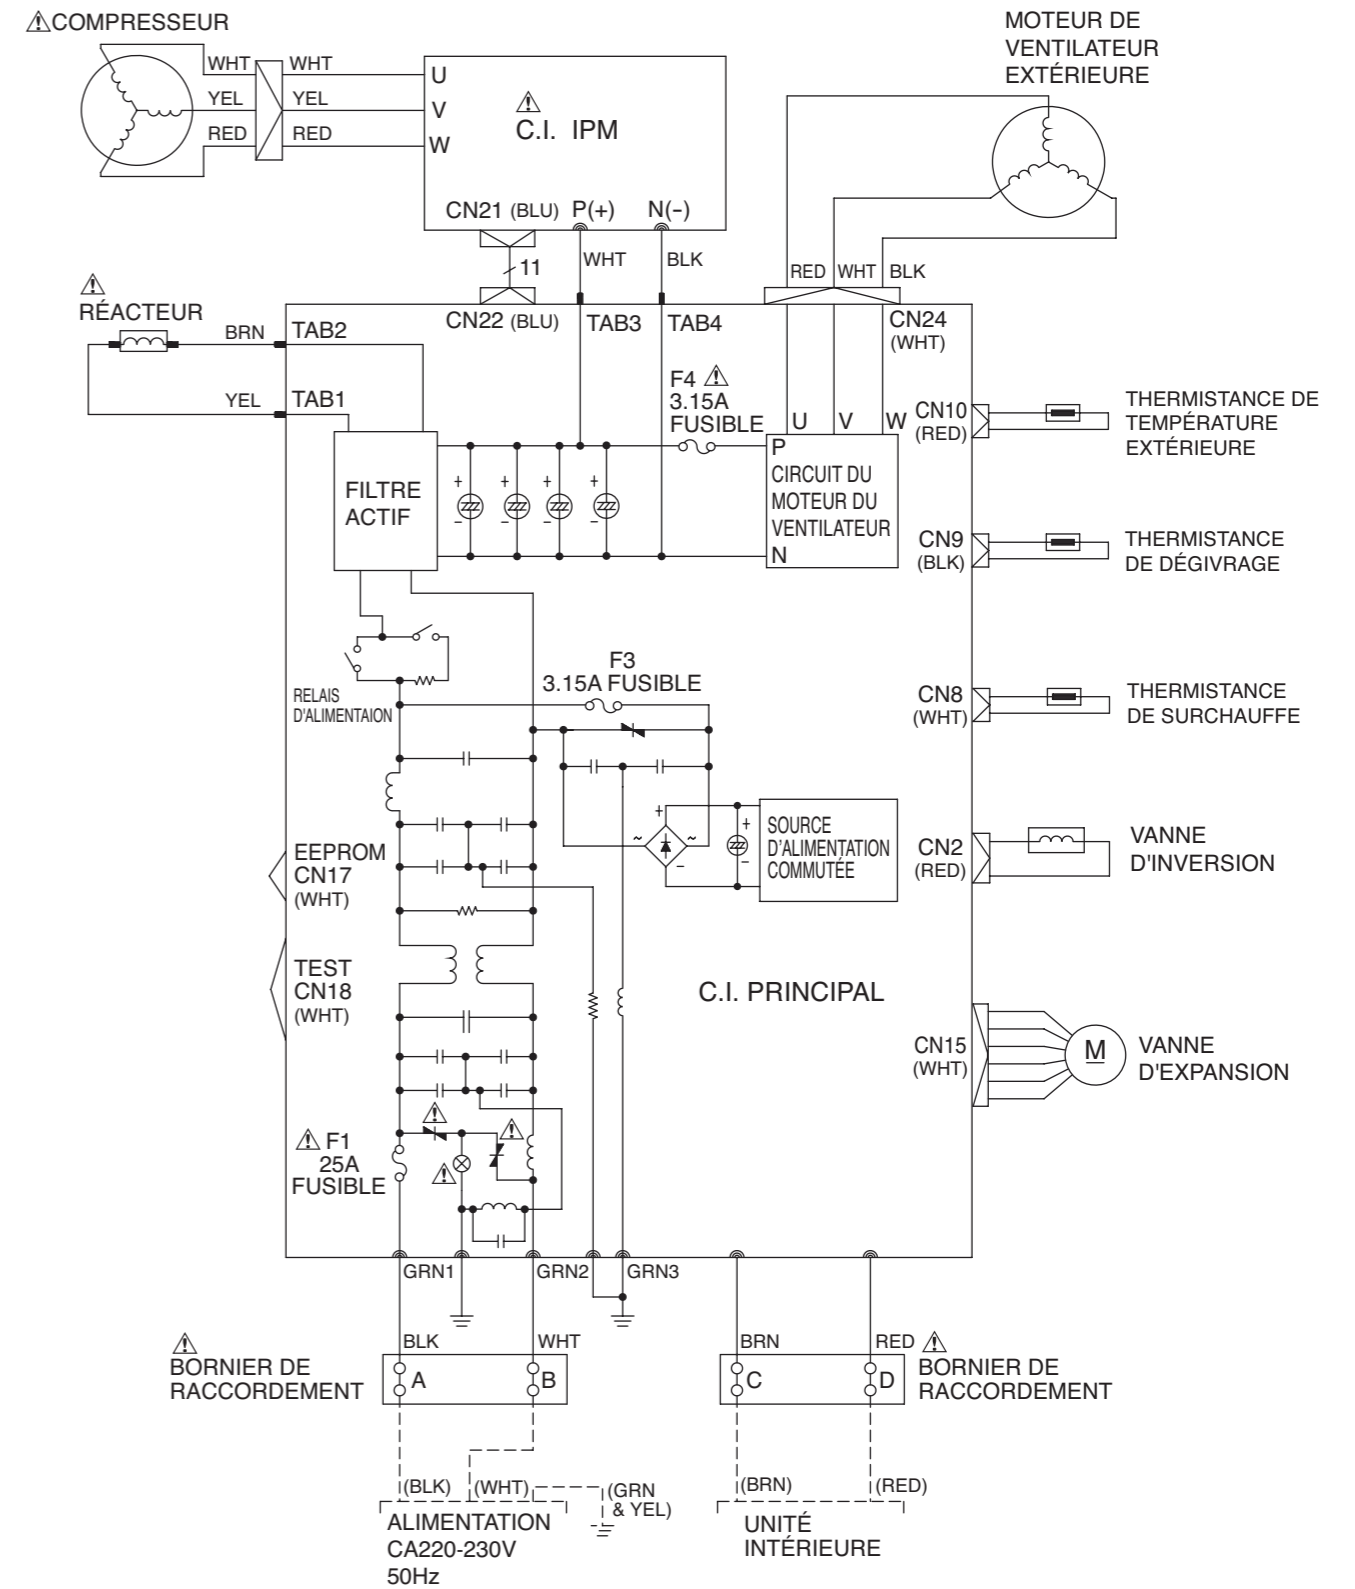 COMPRESSEUR
MOTEUR DE
VENTILATEUR
EXTÉRIEURE
WHT WHT U
YEL YEL V
RED RED W
C.I. IPM
CN21 (BLU) P(+) N(-)
11 WHT BLK
RED WHT BLK
RÉACTEUR
CN22 (BLU) TAB3 TAB4
CN24
(WHT)
BRN TAB2
YEL TAB1
F4
3.15A
FUSIBLE
U V W
CN10
(RED)
THERMISTANCE DE
TEMPÉRATURE
EXTÉRIEURE
FILTRE
ACTIF
+ + + +
- - - -
P
CIRCUIT DU
MOTEUR DU
VENTILATEUR
N
CN9
(BLK)
THERMISTANCE
DE DÉGIVRAGE
RELAIS
D'ALIMENTAION
F3
3.15A FUSIBLE
CN8
(WHT)
THERMISTANCE
DE SURCHAUFFE
EEPROM
CN17
(WHT)
~ + ~ -
+
-
SOURCE
D'ALIMENTATION
COMMUTÉE
CN2
(RED)
VANNE
D'INVERSION
TEST
CN18
(WHT)
C.I. PRINCIPAL
CN15
(WHT)
M
VANNE
D'EXPANSION
F1
25A
FUSIBLE
GRN1 GRN2 GRN3
BLK WHT BRN RED
BORNIER DE
RACCORDEMENT
A B
C D
BORNIER DE
RACCORDEMENT
(BLK) (WHT) (GRN
& YEL)
(BRN) (RED)
ALIMENTATION
CA220-230V
50Hz
UNITÉ
INTÉRIEURE